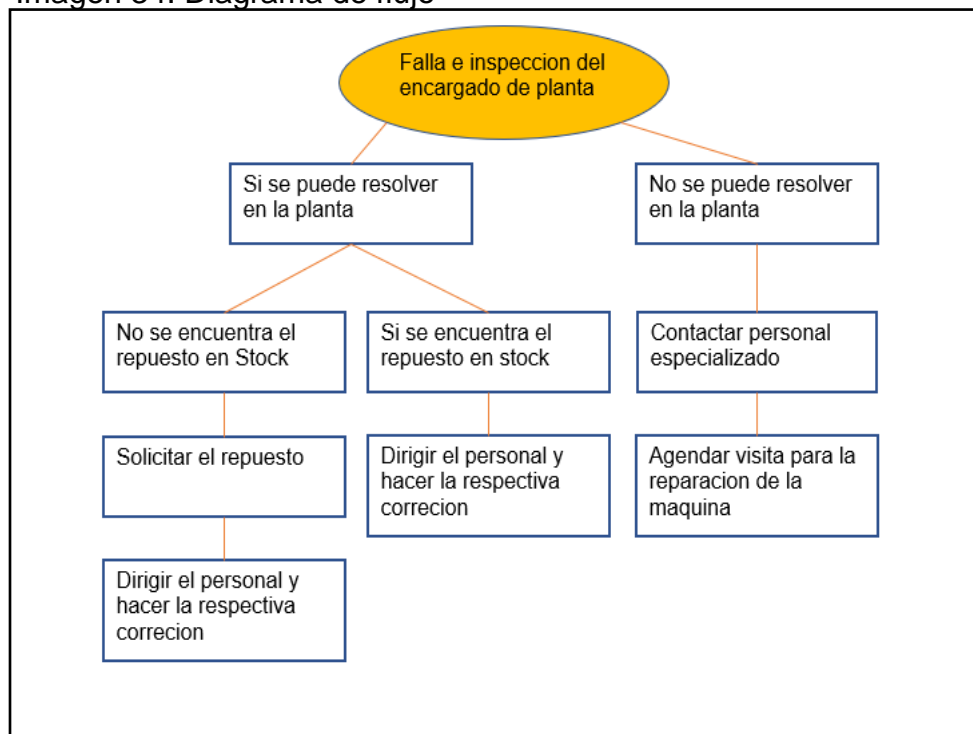 Imagen 34. Diagrama de flujo
Falla e inspeccion del
encargado de planta
Si se puede resolver
en la planta
No se puede resolver
en la planta
No se encuentra el
repuesto en Stock
Si se encuentra el
repuesto en stock
Contactar personal
especializado
Solicitar el repuesto
Dirigir el personal y
hacer la respectiva
correcion
Agendar visita para la
reparacion de la
maquina
Dirigir el personal y
hacer la respectiva
correcion